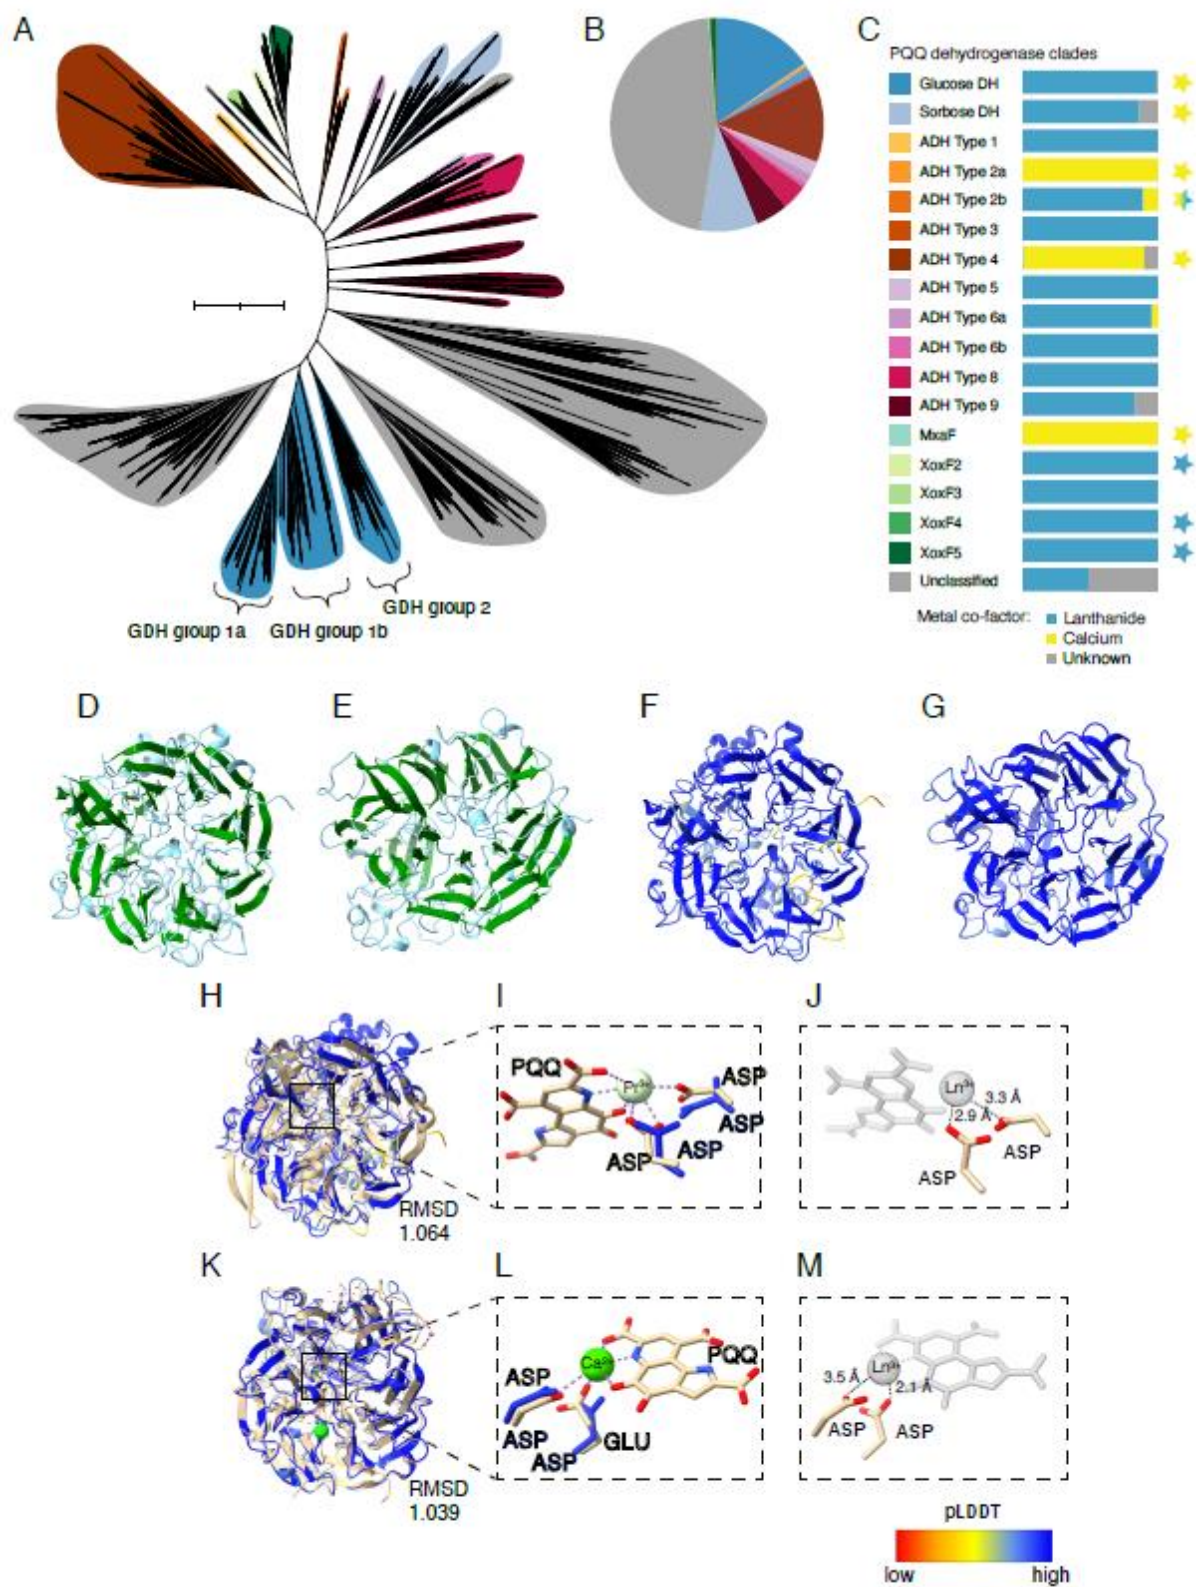 A
B
C
PQQ dehydrogenase clades
Glucose DH
Sorbose DH
ADH Type 1
ADH Type 2a
ADH Type 2b
ADH Type 3
ADH Type 4
ADH Type 5
ADH Type 6a
ADH Type 6b
ADH Type 8
ADH Type 9
MxaF
XoxF2
XoxF3
XoxF4
XoxF5
Unclassified
Metal co-factor:
Lanthanide
Calcium
Unknown
GDH group 1a
GDH group 1b
GDH group 2
D
E
F
G
H
RMSD
1.064
I
PQQ
Pr³⁺
ASP
ASP
ASP
ASP
J
Ln³⁺
3.3 Å
2.9 Å
ASP
ASP
K
RMSD
1.039
L
Ca²⁺
PQQ
ASP
ASP
GLU
ASP
M
Ln³⁺
3.5 Å
2.1 Å
ASP
ASP
pLDDT
low high